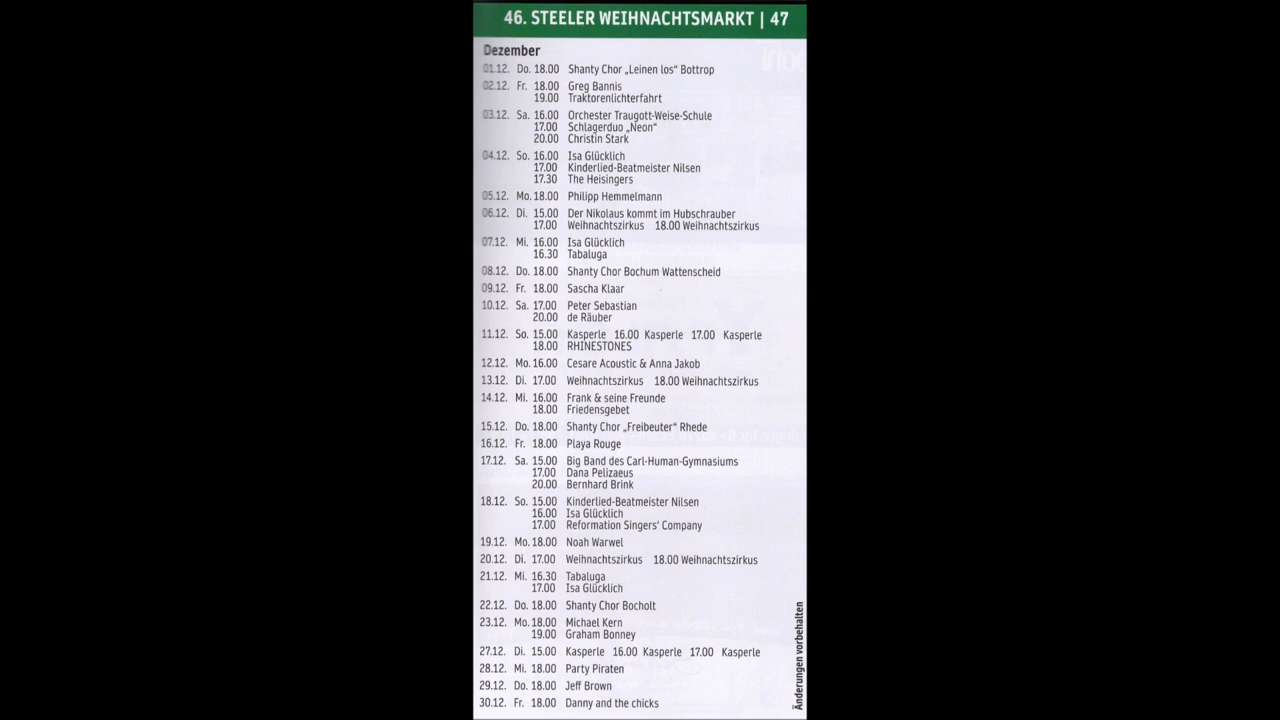 46. STEELER WEIHNACHTSMARKT | 47
Dezember
01.12. Do. 18.00 Shanty Chor „Leinen los“ Bottrop
02.12. Fr. 18.00 Greg Bannis
19.00 Traktorenlichterfahrt
03.12. Sa. 16.00 Orchester Traugott-Weise-Schule
17.00 Schlagerduo „Neon“
20.00 Christin Stark
04.12. So. 16.00 Isa Glücklich
17.00 Kinderlied-Beatmeister Nilsen
17.30 The Heisingers
05.12. Mo. 18.00 Philipp Hemmelmann
06.12. Di. 15.00 Der Nikolaus kommt im Hubschrauber
17.00 Weihnachtszirkus 18.00 Weihnachtszirkus
07.12. Mi. 16.00 Isa Glücklich
16.30 Tabaluga
08.12. Do. 18.00 Shanty Chor Bochum Wattenscheid
09.12. Fr. 18.00 Sascha Klaar
10.12. Sa. 17.00 Peter Sebastian
20.00 de Räuber
11.12. So. 15.00 Kasperle 16.00 Kasperle 17.00 Kasperle
18.00 RHINESTONES
12.12. Mo. 16.00 Cesare Acoustic & Anna Jakob
13.12. Di. 17.00 Weihnachtszirkus 18.00 Weihnachtszirkus
14.12. Mi. 16.00 Frank & seine Freunde
18.00 Friedensgebet
15.12. Do. 18.00 Shanty Chor „Freibeuter“ Rhede
16.12. Fr. 18.00 Playa Rouge
17.12. Sa. 15.00 Big Band des Carl-Human-Gymnasiums
17.00 Dana Pelizaeus
20.00 Bernhard Brink
18.12. So. 15.00 Kinderlied-Beatmeister Nilsen
16.00 Isa Glücklich
17.00 Reformation Singers' Company
19.12. Mo. 18.00 Noah Warwel
20.12. Di. 17.00 Weihnachtszirkus 18.00 Weihnachtszirkus
21.12. Mi. 16.30 Tabaluga
17.00 Isa Glücklich
22.12. Do. 18.00 Shanty Chor Bocholt
23.12. Mo. 18.00 Michael Kern
19.00 Graham Bonney
27.12. Di. 15.00 Kasperle 16.00 Kasperle 17.00 Kasperle
28.12. Mi. 18.00 Party Piraten
29.12. Do. 18.00 Jeff Brown
30.12. Fr. 18.00 Danny and the chicks
Änderungen vorbehalten